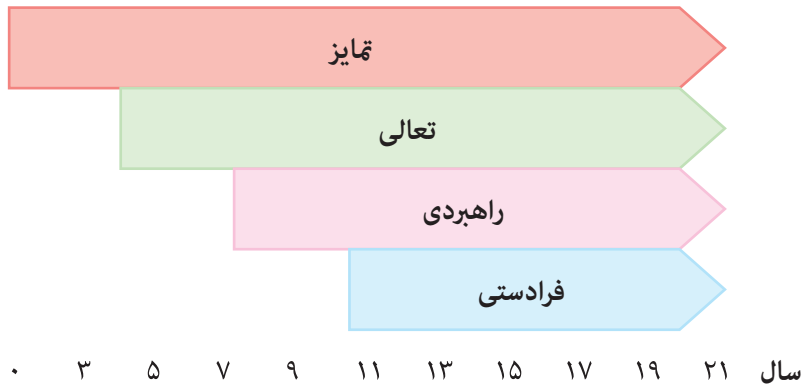 تمایز
تعالی
راهبردی
فرادستی
۰ ۳ ۵ ۷ ۹ ۱۱ ۱۳ ۱۵ ۱۷ ۱۹ ۲۱ سال